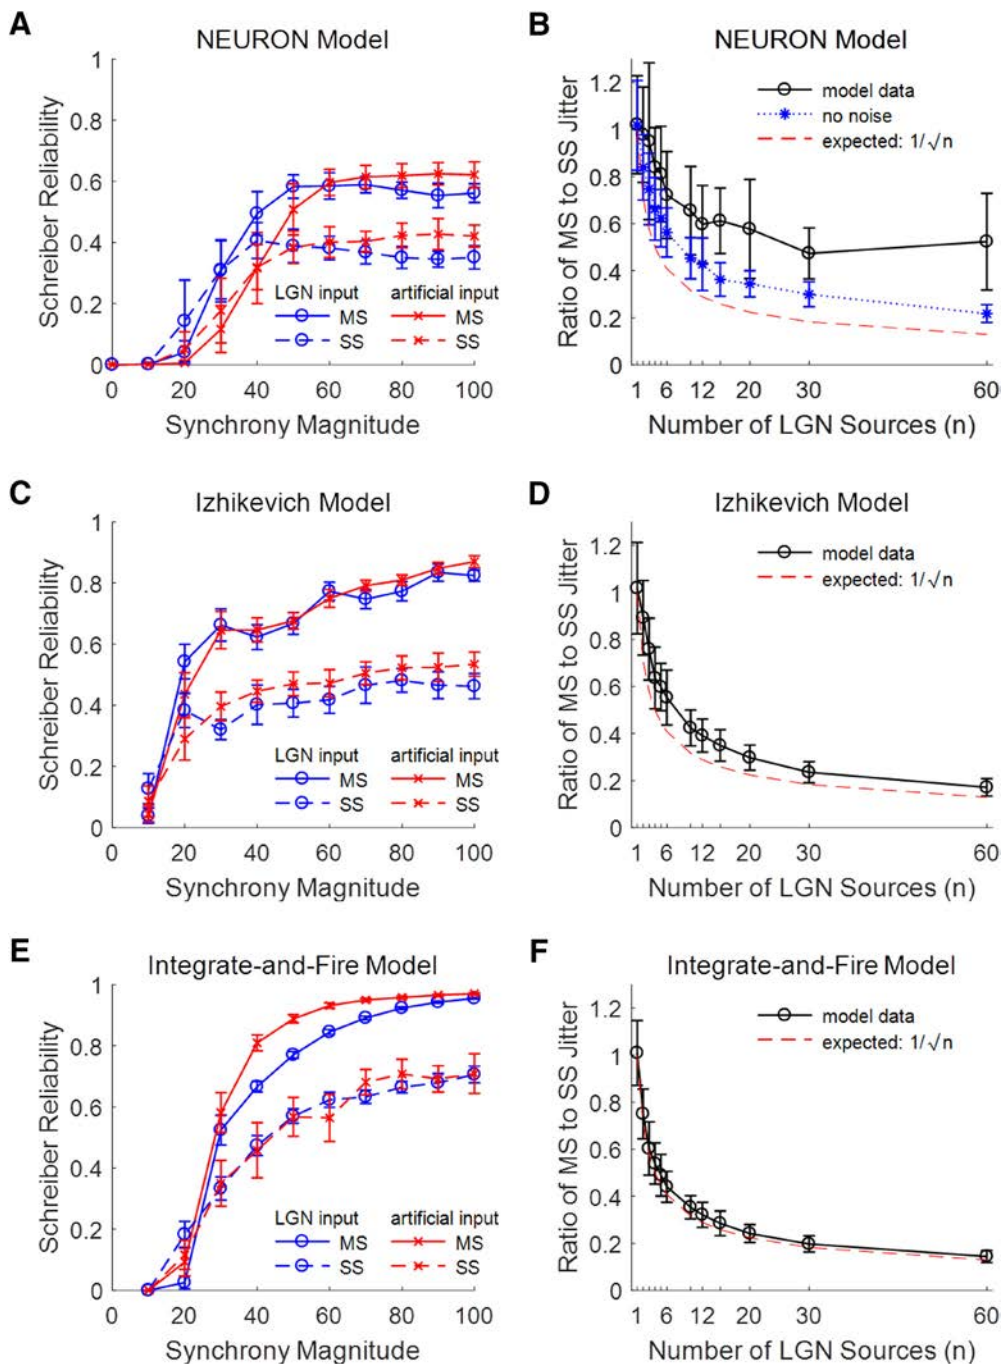 A
NEURON Model
Schreiber Reliability
1
0.8
0.6
0.4
0.2
0
LGN input artificial input
MS MS
SS SS
0 20 40 60 80 100
Synchrony Magnitude
B
NEURON Model
Ratio of MS to SS Jitter
1.2
1
0.8
0.6
0.4
0.2
0
model data
no noise
expected: 1/√n
1 6 12 20 30 60
Number of LGN Sources (n)
C
Izhikevich Model
Schreiber Reliability
1
0.8
0.6
0.4
0.2
0
LGN input artificial input
MS MS
SS SS
0 20 40 60 80 100
Synchrony Magnitude
D
Izhikevich Model
Ratio of MS to SS Jitter
1.2
1
0.8
0.6
0.4
0.2
0
model data
expected: 1/√n
1 6 12 20 30 60
Number of LGN Sources (n)
E
Integrate-and-Fire Model
Schreiber Reliability
1
0.8
0.6
0.4
0.2
0
LGN input artificial input
MS MS
SS SS
0 20 40 60 80 100
Synchrony Magnitude
F
Integrate-and-Fire Model
Ratio of MS to SS Jitter
1.2
1
0.8
0.6
0.4
0.2
0
model data
expected: 1/√n
1 6 12 20 30 60
Number of LGN Sources (n)